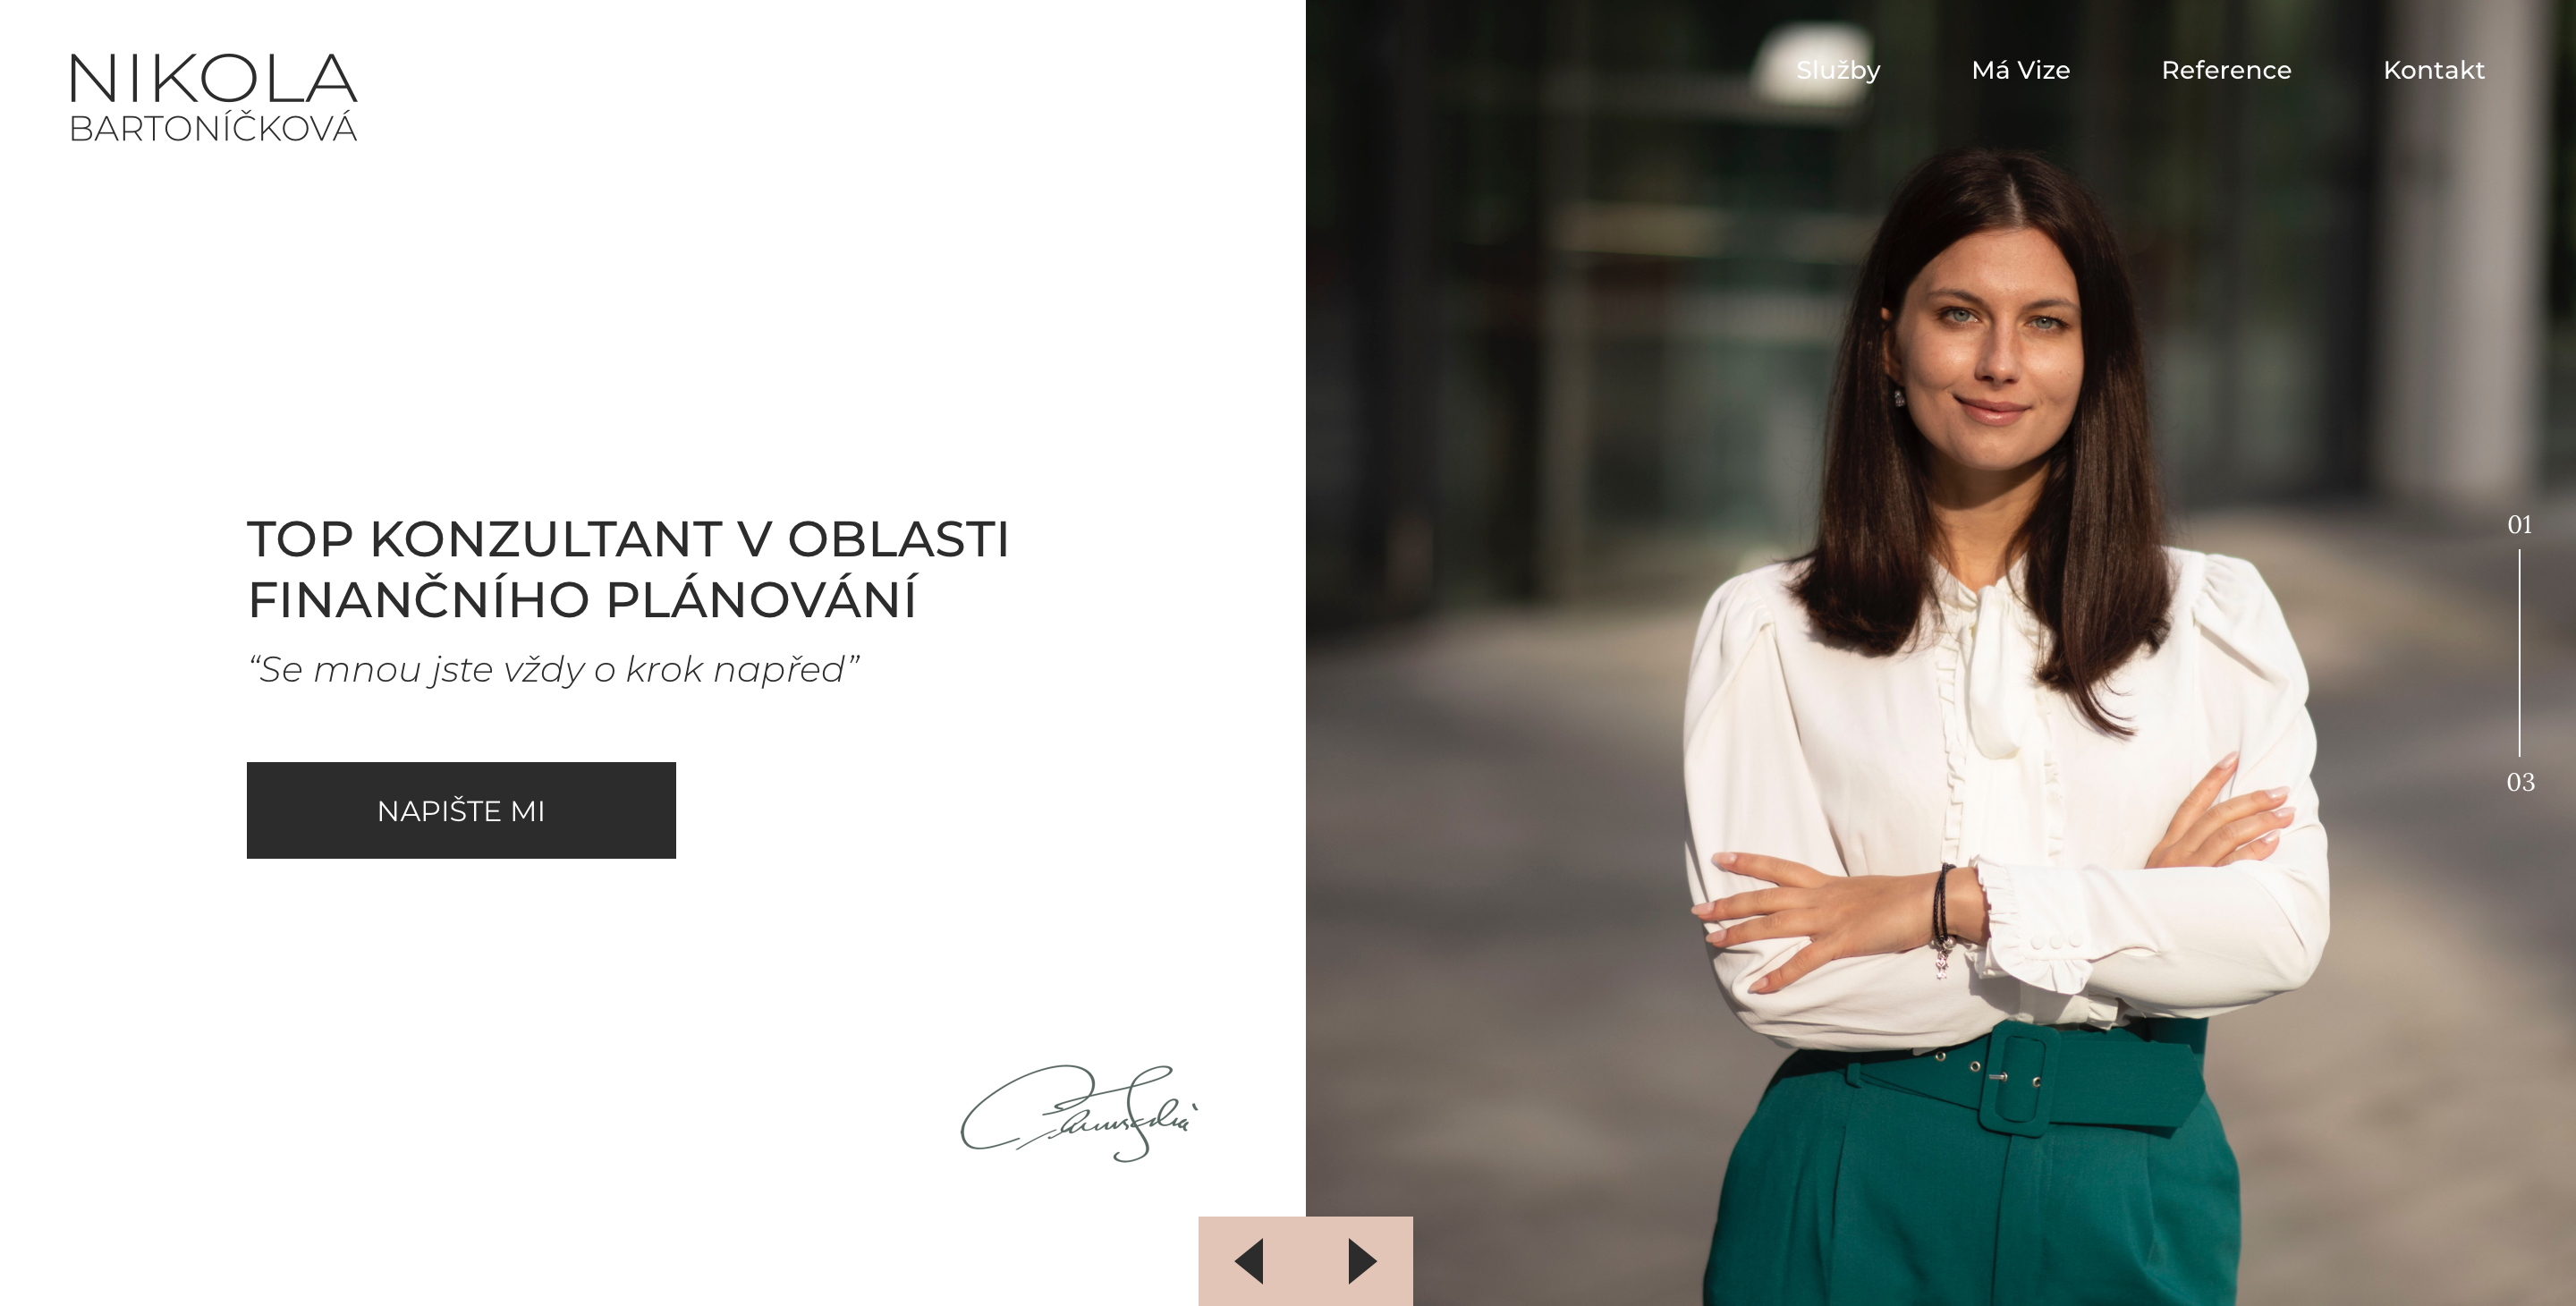 NIKOLA
BARTONÍČKOVÁ
Služby
Má Vize
Reference
Kontakt
TOP KONZULTANT V OBLASTI
FINANČNÍHO PLÁNOVÁNÍ
“Se mnou jste vždy o krok napřed”
NAPIŠTE MI
01
03